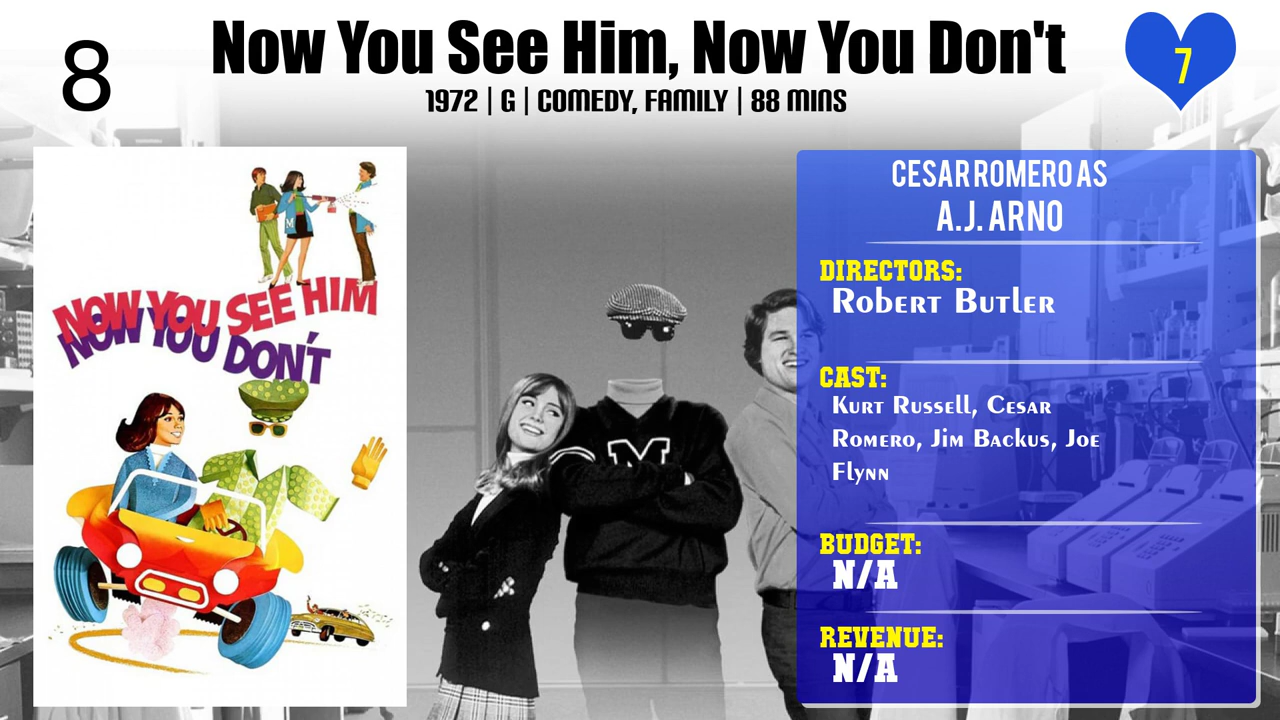 8
Now You See Him, Now You Don't
1972 | G | COMEDY, FAMILY | 88 MINS
7
M
NOW YOU SEE HIM
NOW YOU DON'T
M
CESAR ROMERO AS
A.J. ARNO
DIRECTORS:
Robert Butler
CAST:
Kurt Russell, Cesar
Romero, Jim Backus, Joe
Flynn
BUDGET:
N/A
REVENUE:
N/A